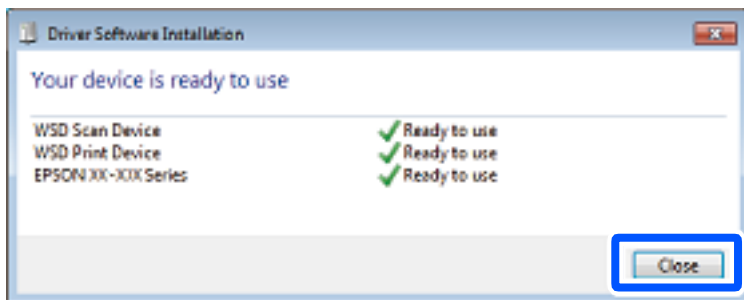 Driver Software Installation
Your device is ready to use
WSD Scan Device Ready to use
WSD Print Device Ready to use
EPSON XX-XXX Series Ready to use
Close